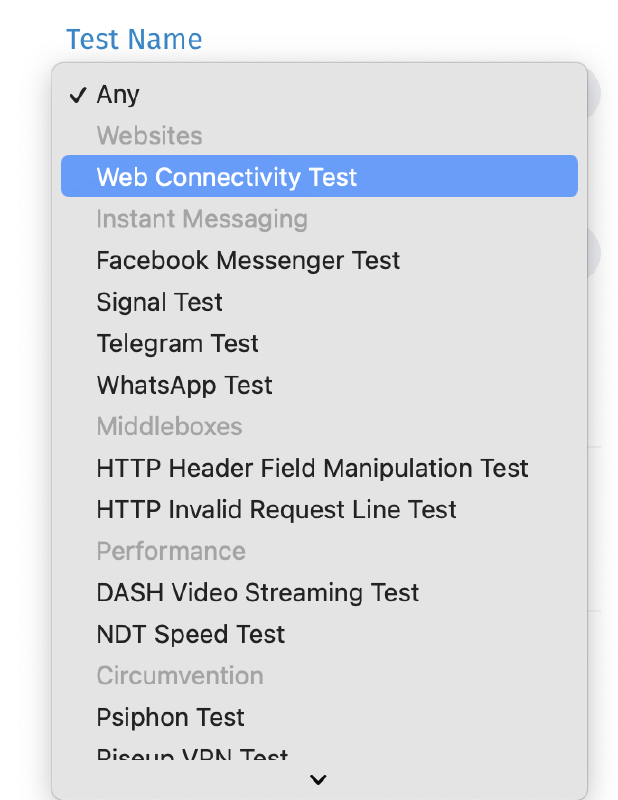 Test Name
Any
Websites
Web Connectivity Test
Instant Messaging
Facebook Messenger Test
Signal Test
Telegram Test
WhatsApp Test
Middleboxes
HTTP Header Field Manipulation Test
HTTP Invalid Request Line Test
Performance
DASH Video Streaming Test
NDT Speed Test
Circumvention
Psiphon Test
Riseup VPN Test